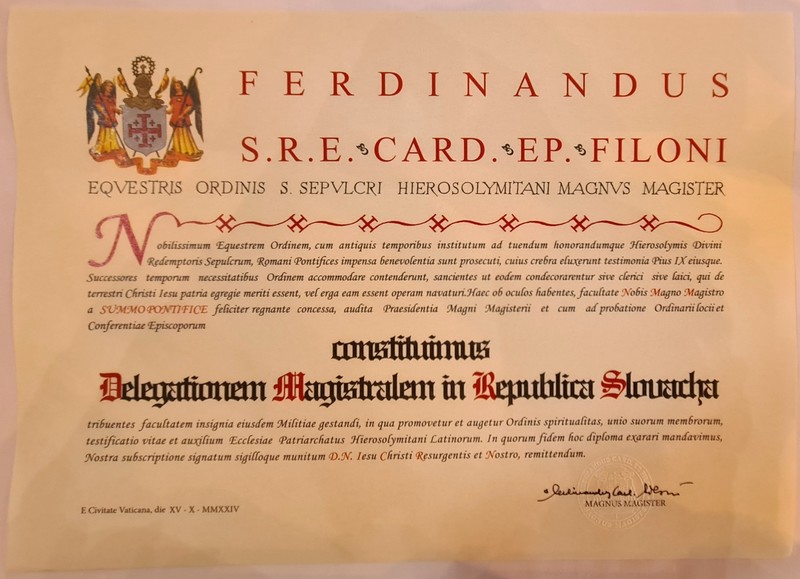 FERDINANDUS
S.R.E. CARD. EP. FILONI
EQVESTRIS ORDINIS S. SEPVLCRI HIEROSOLYMITANI MAGNVS MAGISTER
Nobilissimum Equestrem Ordinem, cum antiquis temporibus institutum ad tuendum honorandumque Hierosolymis Divini
Redemptoris Sepulcrum, Romani Pontifices impensa benevolentia sunt prosecuti, cuius crebra eluxerunt testimonia Pius IX eiusque.
Successores temporum necessitatibus Ordinem accommodare contenderunt, sancientes ut eodem condecorarentur sive clerici sive laici, qui de
terrestri Christi Iesu patria egregie meriti essent, vel erga eam essent operam navaturi.Haec ob oculos habentes, facultate Nobis Magno Magistro
a SUMMO PONTIFICE feliciter regnante concessa, audita Praesidentia Magni Magisterii et cum ad probatione Ordinarii locii et
Conferentiae Episcoporum
constituimus
Delegationem Magistralem in Republica Slovacha
tribuentes facultatem insignia eiusdem Militiae gestandi, in qua promovetur et augetur Ordinis spiritualitas, unio suorum membrorum,
testificatio vitae et auxilium Ecclesiae Patriarchatus Hierosolymitani Latinorum. In quorum fidem hoc diploma exarari mandavimus,
Nostra subscriptione signatum sigilloque munitum D.N. Iesu Christi Resurgentis et Nostro, remittendum.
E Civitate Vaticana, die XV - X - MMXXIV
MAGNUS MAGISTER